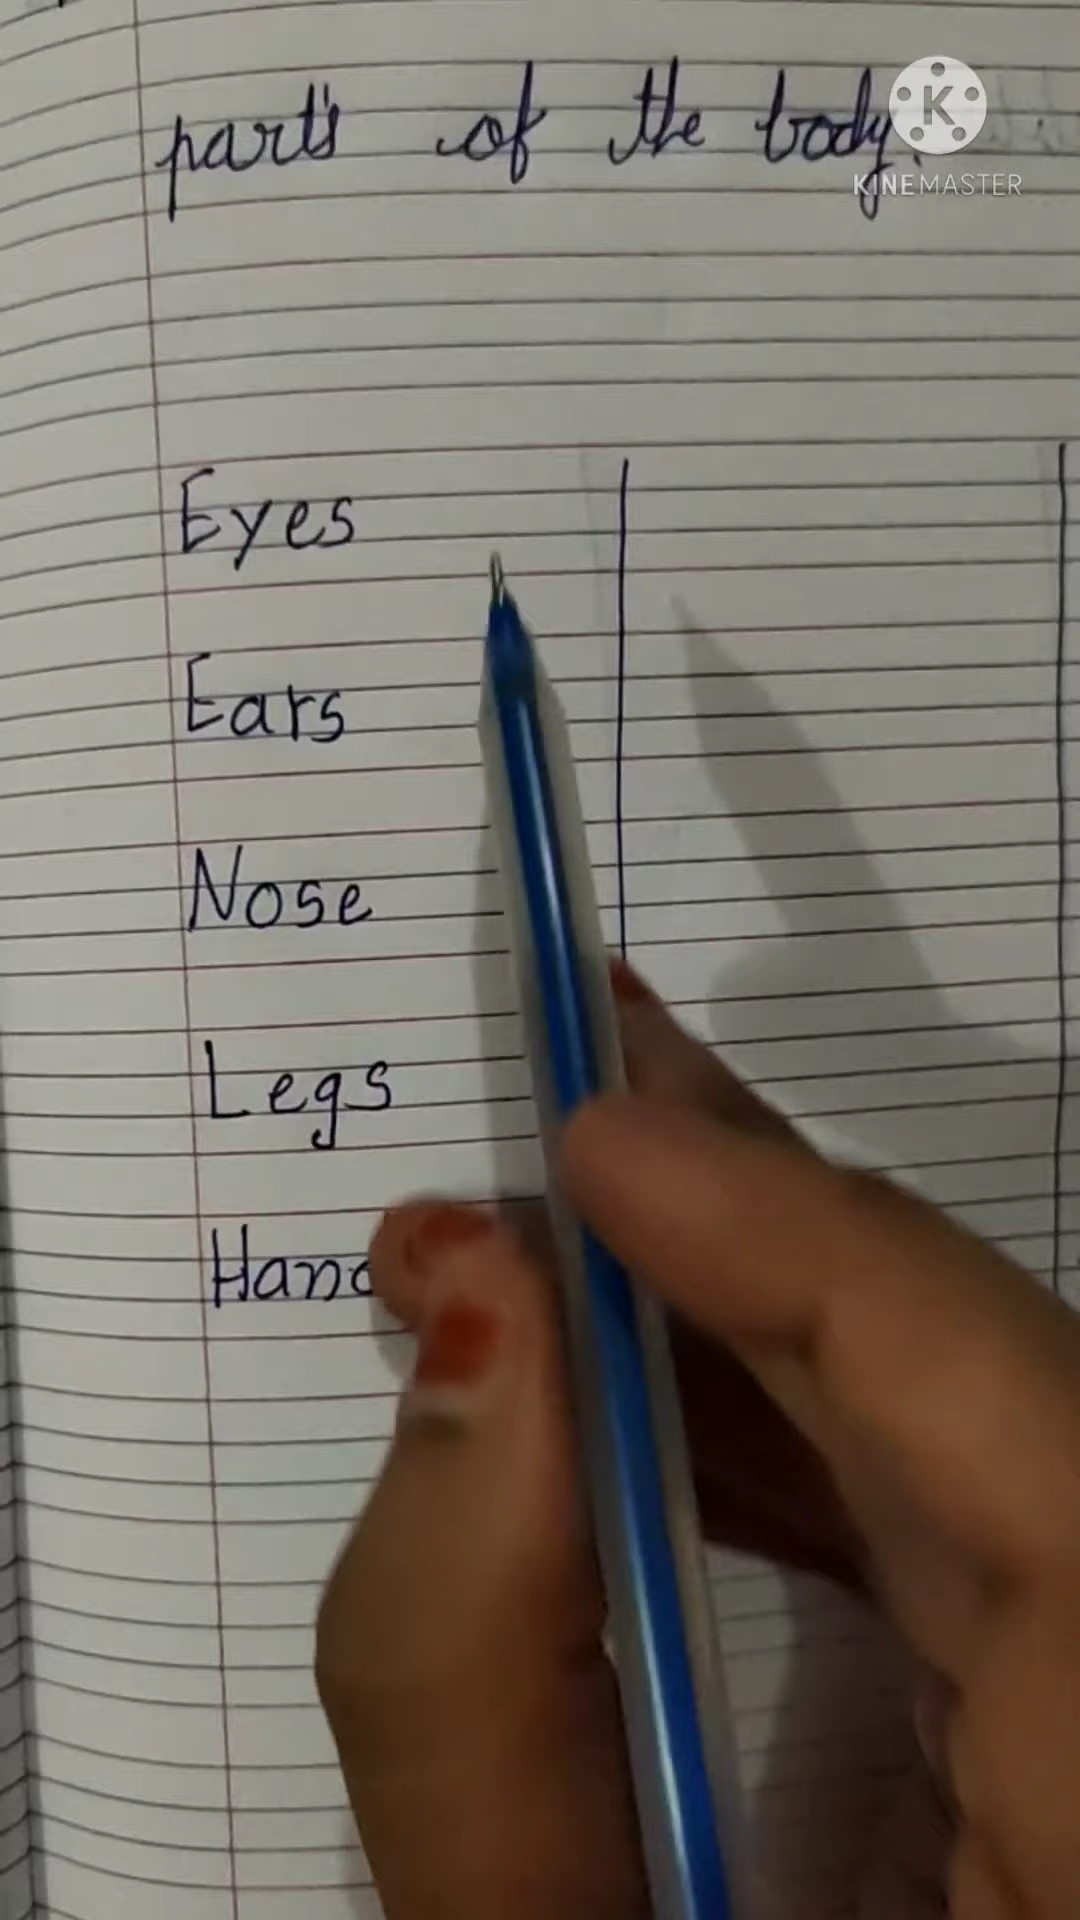 parts of the body.
K
KINEMASTER
Eyes
Ears
Nose
Legs